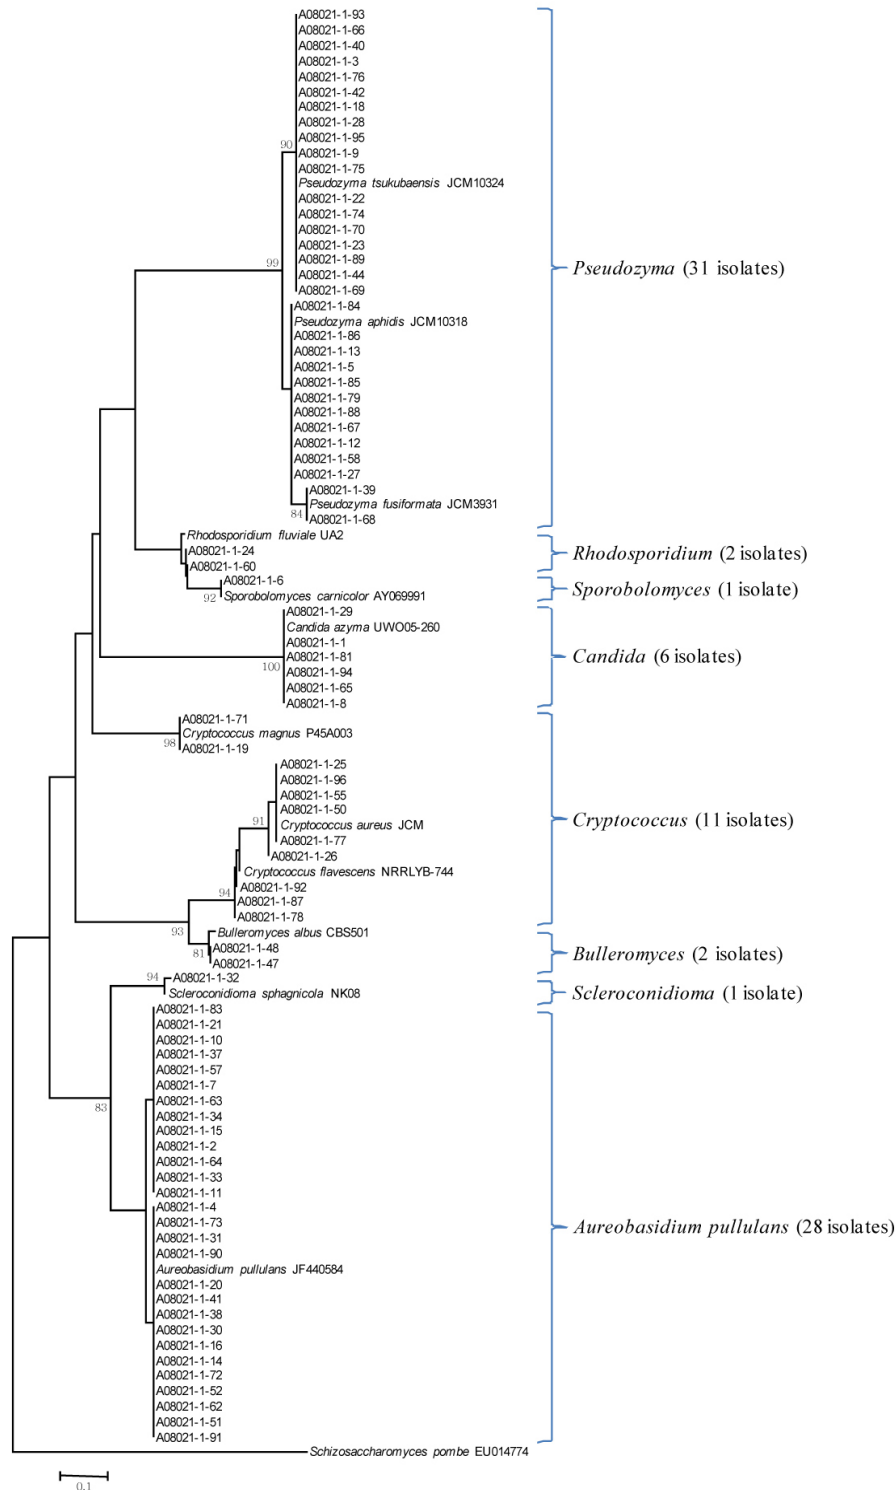 A08021-1-93
A08021-1-66
A08021-1-40
A08021-1-3
A08021-1-76
A08021-1-42
A08021-1-18
A08021-1-28
A08021-1-95
90
A08021-1-9
A08021-1-75
Pseudozyma tsukubaensis JCM10324
A08021-1-22
A08021-1-74
A08021-1-70
A08021-1-23
99
A08021-1-89
Pseudozyma (31 isolates)
A08021-1-44
A08021-1-69
A08021-1-84
Pseudozyma aphidis JCM10318
A08021-1-86
A08021-1-13
A08021-1-5
A08021-1-85
A08021-1-79
A08021-1-88
A08021-1-67
A08021-1-12
A08021-1-58
A08021-1-27
A08021-1-39
Pseudozyma fusiformata JCM3931
84
A08021-1-68
Rhodosporidium fluviale UA2
A08021-1-24
Rhodosporidium (2 isolates)
A08021-1-60
A08021-1-6
Sporobolomyces (1 isolate)
92
Sporobolomyces carnicolor AY069991
A08021-1-29
Candida azyma UWO05-260
A08021-1-1
A08021-1-81
Candida (6 isolates)
100
A08021-1-94
A08021-1-65
A08021-1-8
A08021-1-71
Cryptococcus magnus P45A003
98
A08021-1-19
A08021-1-25
A08021-1-96
A08021-1-55
A08021-1-50
91
Cryptococcus aureus JCM
Cryptococcus (11 isolates)
A08021-1-77
A08021-1-26
Cryptococcus flavescens NRRLYB-744
94
A08021-1-92
A08021-1-87
A08021-1-78
93
Bulleromyces albus CBS501
A08021-1-48
81
Bulleromyces (2 isolates)
A08021-1-47
94
A08021-1-32
Scleroconidioma sphagnicola NK08
Scleroconidioma (1 isolate)
A08021-1-83
A08021-1-21
A08021-1-10
A08021-1-37
A08021-1-57
A08021-1-7
83
A08021-1-63
A08021-1-34
A08021-1-15
A08021-1-2
A08021-1-64
A08021-1-33
A08021-1-11
A08021-1-4
A08021-1-73
Aureobasidium pullulans (28 isolates)
A08021-1-31
A08021-1-90
Aureobasidium pullulans JF440584
A08021-1-20
A08021-1-41
A08021-1-38
A08021-1-30
A08021-1-16
A08021-1-14
A08021-1-72
A08021-1-52
A08021-1-62
A08021-1-51
A08021-1-91
Schizosaccharomyces pombe EU014774
0.1